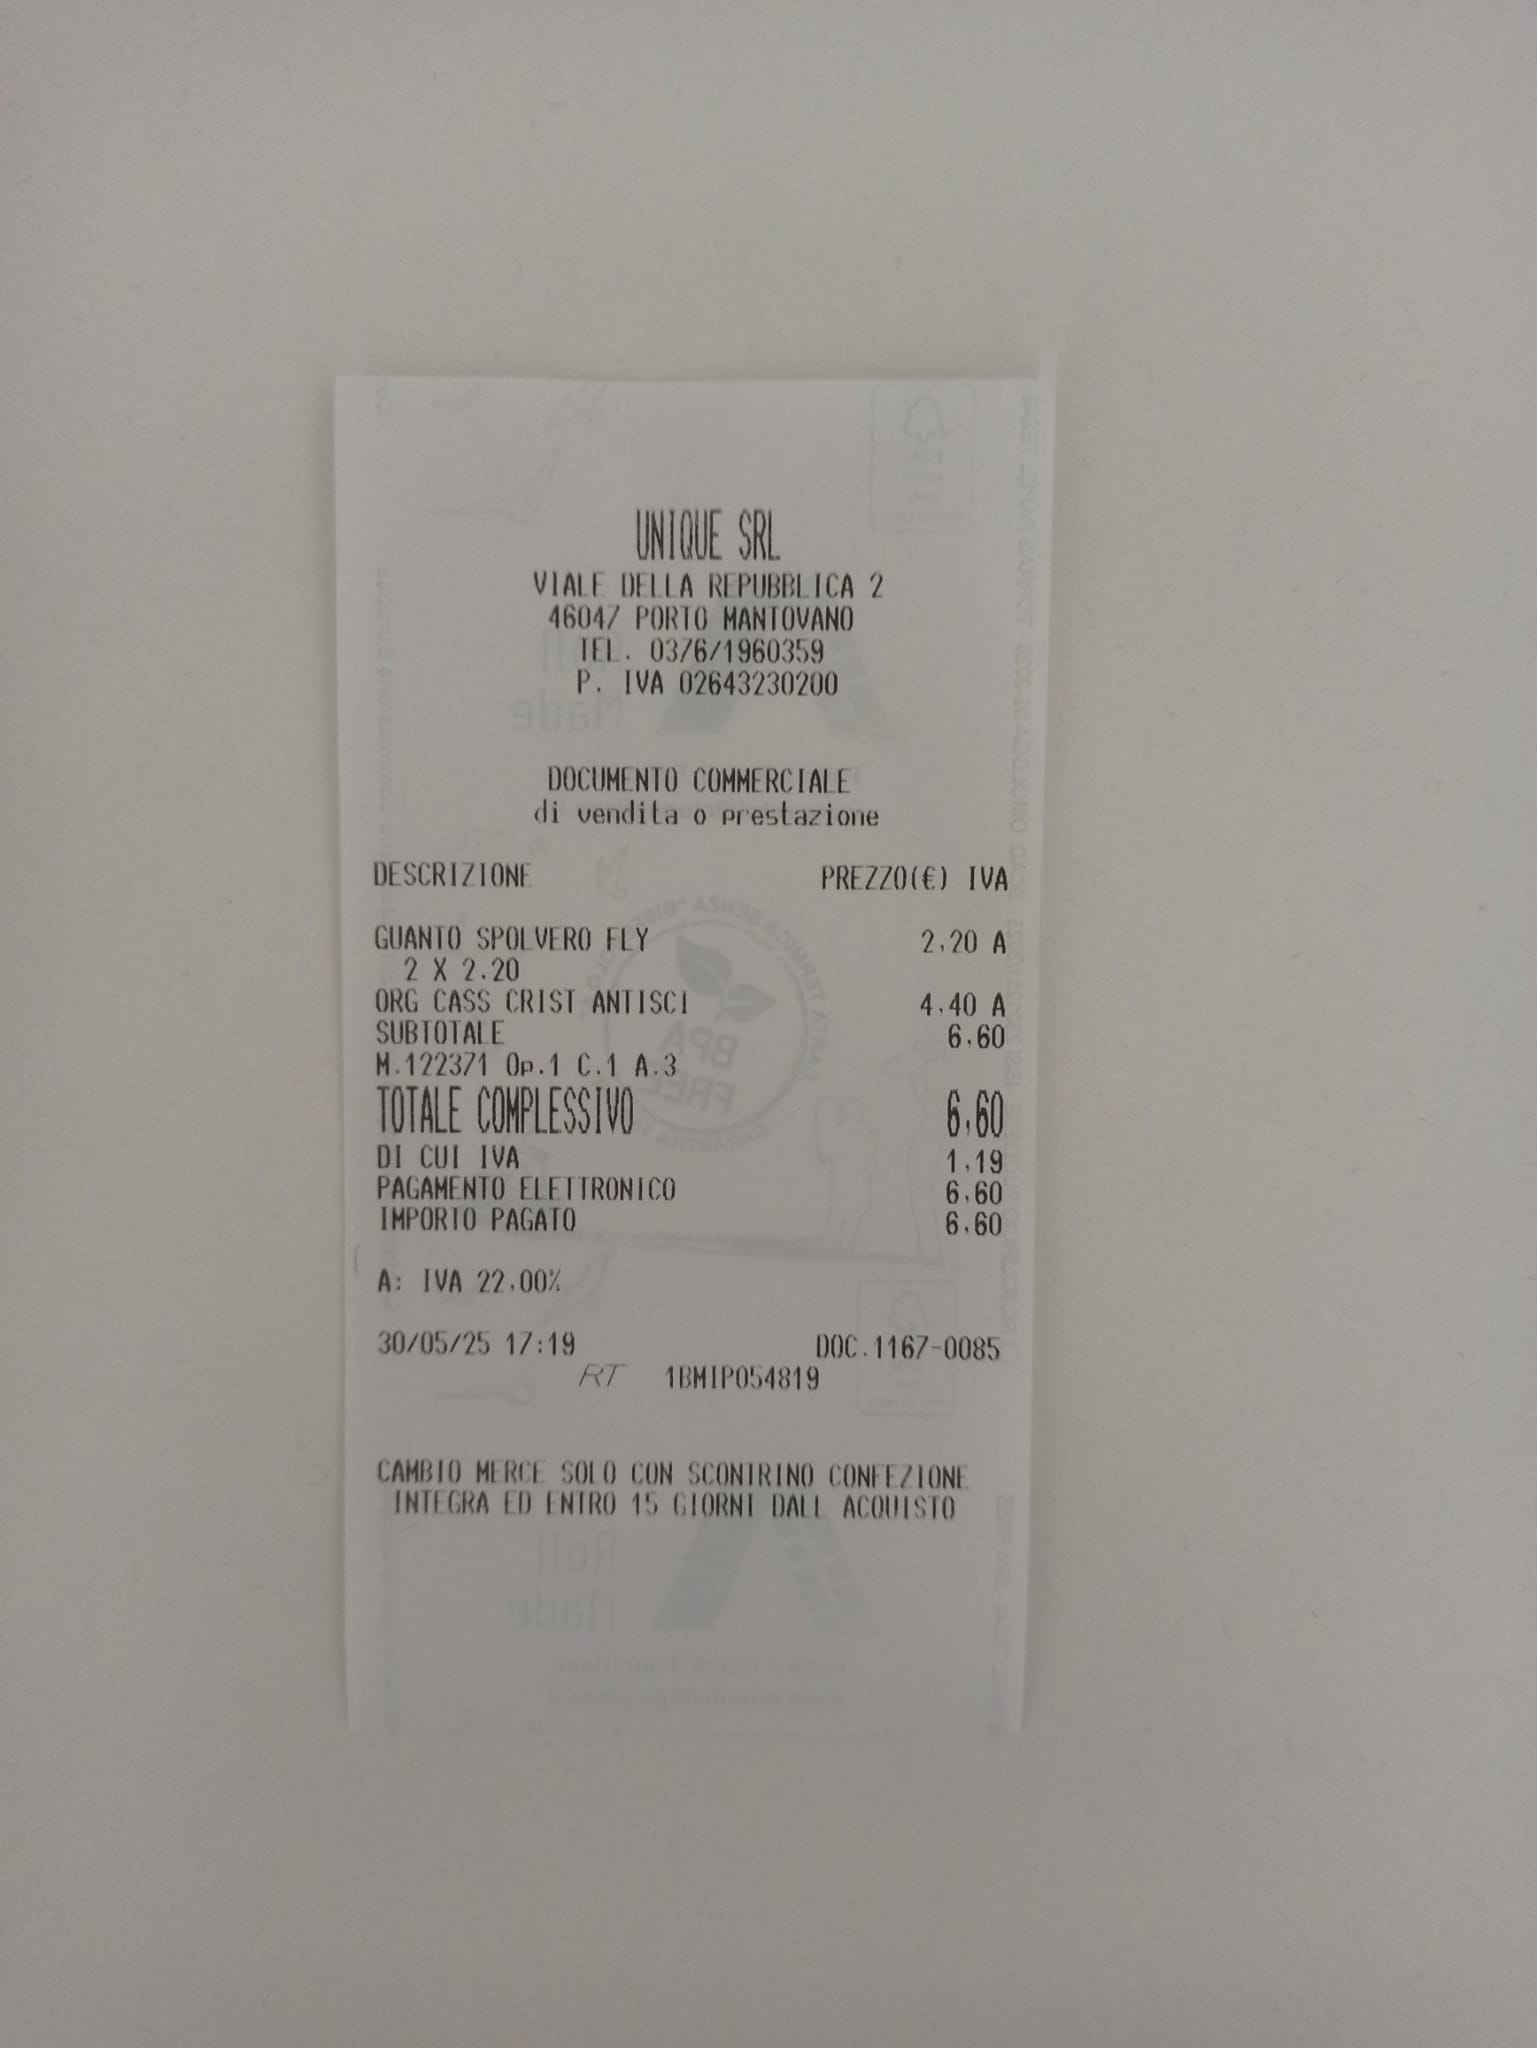 UNIQUE SRL
VIALE DELLA REPUBBLICA 2
46047 PORTO MANTOVANO
TEL. 0376/1960359
P. IVA 02643230200
DOCUMENTO COMMERCIALE
di vendita o prestazione
DESCRIZIONE PREZZO(€) IVA
GUANTO SPOLVERO FLY 2,20 A
2 X 2.20
ORG CASS CRIST ANTISCI 4,40 A
SUBTOTALE 6,60
M.122371 Op.1 C.1 A.3
TOTALE COMPLESSIVO 6,60
DI CUI IVA 1,19
PAGAMENTO ELETTRONICO 6,60
IMPORTO PAGATO 6,60
A: IVA 22,00%
30/05/25 17:19 DOC.1167-0085
RT 1BMIP054819
CAMBIO MERCE SOLO CON SCONTRINO CONFEZIONE
INTEGRA ED ENTRO 15 GIORNI DALL ACQUISTO
Roll
Made
BPA
FREE